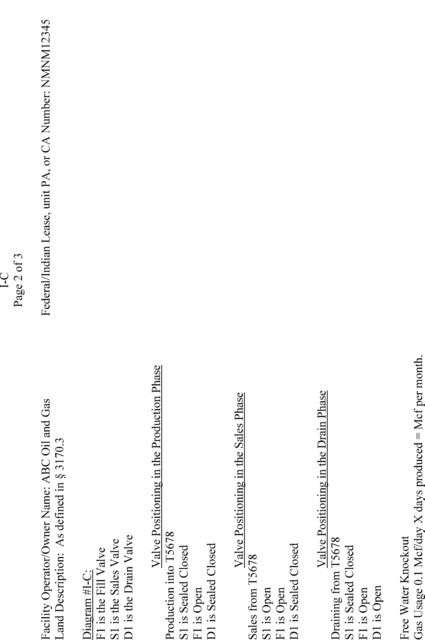 I-C
Page 2 of 3
Facility Operator/Owner Name: ABC Oil and Gas Federal/Indian Lease, unit PA, or CA Number: NMNM12345
Land Description: As defined in § 3170.3
Diagram #I-C:
F1 is the Fill Valve
S1 is the Sales Valve
D1 is the Drain Valve
Valve Positioning in the Production Phase
Production into T5678
S1 is Sealed Closed
F1 is Open
D1 is Sealed Closed
Valve Positioning in the Sales Phase
Sales from T5678
S1 is Open
F1 is Open
D1 is Sealed Closed
Valve Positioning in the Drain Phase
Draining from T5678
S1 is Sealed Closed
F1 is Open
D1 is Open
Free Water Knockout
Gas Usage 0.1 Mcf/day X days produced = Mcf per month.